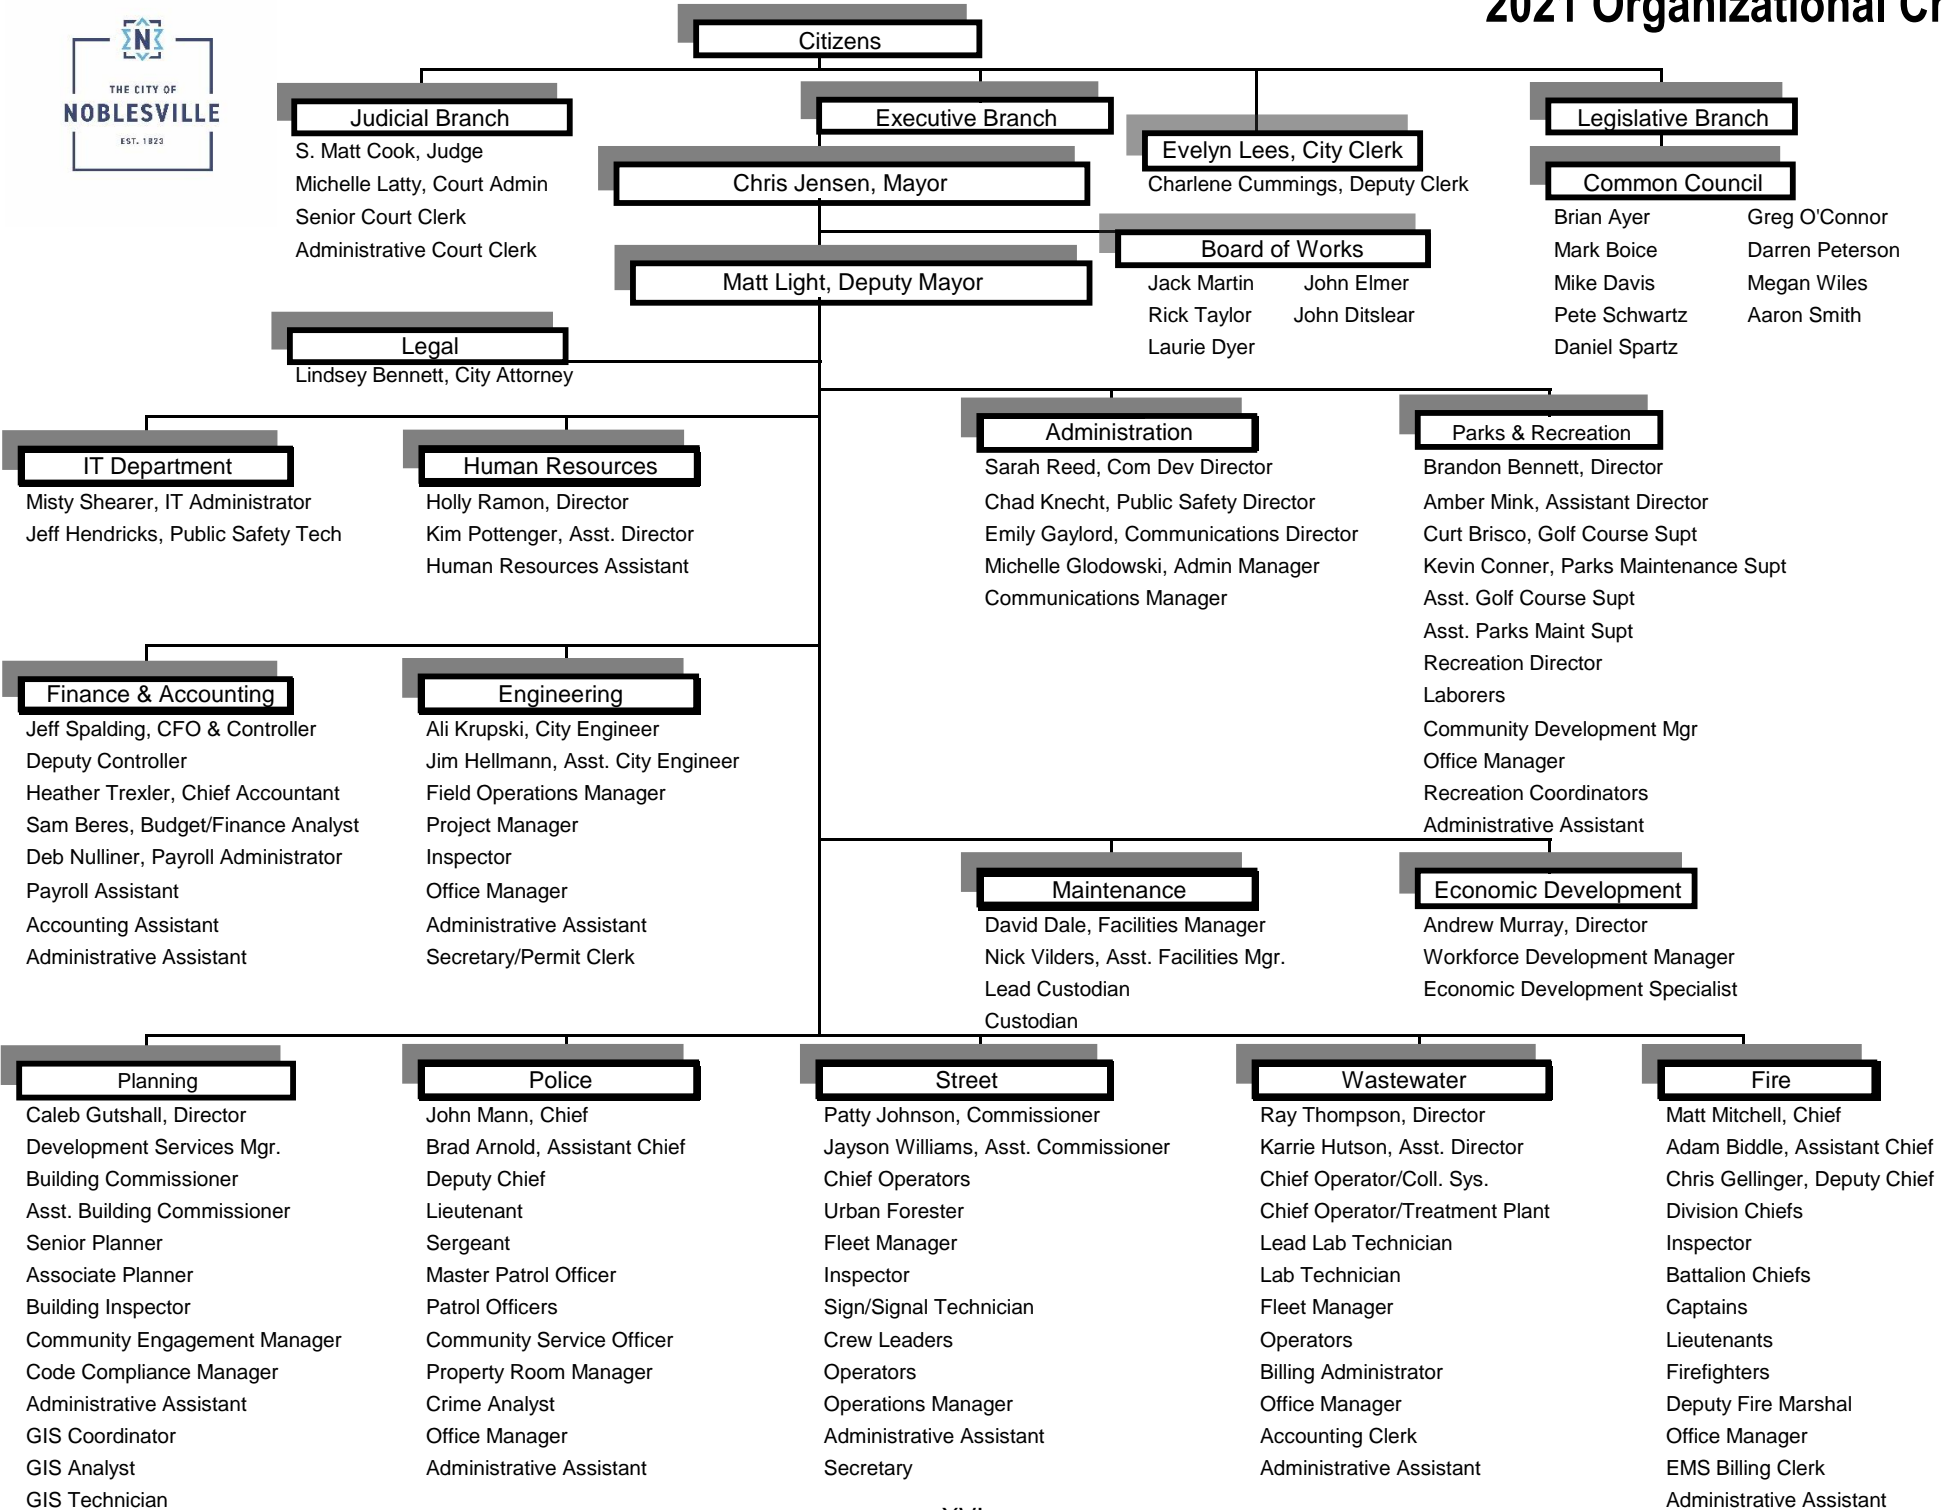 2021 Organizational
N
THE CITY OF
NOBLESVILLE
EST. 1823
Citizens
Judicial Branch
S. Matt Cook, Judge
Michelle Latty, Court Admin
Senior Court Clerk
Administrative Court Clerk
Executive Branch
Chris Jensen, Mayor
Matt Light, Deputy Mayor
Evelyn Lees, City Clerk
Charlene Cummings, Deputy Clerk
Board of Works
Jack Martin John Elmer
Rick Taylor John Ditslear
Laurie Dyer
Legislative Branch
Common Council
Brian Ayer Greg O'Connor
Mark Boice Darren Peterson
Mike Davis Megan Wiles
Pete Schwartz Aaron Smith
Daniel Spartz
Legal
Lindsey Bennett, City Attorney
IT Department
Misty Shearer, IT Administrator
Jeff Hendricks, Public Safety Tech
Human Resources
Holly Ramon, Director
Kim Pottenger, Asst. Director
Human Resources Assistant
Administration
Sarah Reed, Com Dev Director
Chad Knecht, Public Safety Director
Emily Gaylord, Communications Director
Michelle Glodowski, Admin Manager
Communications Manager
Parks & Recreation
Brandon Bennett, Director
Amber Mink, Assistant Director
Curt Brisco, Golf Course Supt
Kevin Conner, Parks Maintenance Supt
Asst. Golf Course Supt
Asst. Parks Maint Supt
Recreation Director
Laborers
Community Development Mgr
Office Manager
Recreation Coordinators
Administrative Assistant
Finance & Accounting
Jeff Spalding, CFO & Controller
Deputy Controller
Heather Trexler, Chief Accountant
Sam Beres, Budget/Finance Analyst
Deb Nulliner, Payroll Administrator
Payroll Assistant
Accounting Assistant
Administrative Assistant
Engineering
Ali Krupski, City Engineer
Jim Hellmann, Asst. City Engineer
Field Operations Manager
Project Manager
Inspector
Office Manager
Administrative Assistant
Secretary/Permit Clerk
Maintenance
David Dale, Facilities Manager
Nick Vilders, Asst. Facilities Mgr.
Lead Custodian
Custodian
Economic Development
Andrew Murray, Director
Workforce Development Manager
Economic Development Specialist
Planning
Caleb Gutshall, Director
Development Services Mgr.
Building Commissioner
Asst. Building Commissioner
Senior Planner
Associate Planner
Building Inspector
Community Engagement Manager
Code Compliance Manager
Administrative Assistant
GIS Coordinator
GIS Analyst
GIS Technician
Police
John Mann, Chief
Brad Arnold, Assistant Chief
Deputy Chief
Lieutenant
Sergeant
Master Patrol Officer
Patrol Officers
Community Service Officer
Property Room Manager
Crime Analyst
Office Manager
Administrative Assistant
Street
Patty Johnson, Commissioner
Jayson Williams, Asst. Commissioner
Chief Operators
Urban Forester
Fleet Manager
Inspector
Sign/Signal Technician
Crew Leaders
Operators
Operations Manager
Administrative Assistant
Secretary
Wastewater
Ray Thompson, Director
Karrie Hutson, Asst. Director
Chief Operator/Coll. Sys.
Chief Operator/Treatment Plant
Lead Lab Technician
Lab Technician
Fleet Manager
Operators
Billing Administrator
Office Manager
Accounting Clerk
Administrative Assistant
Fire
Matt Mitchell, Chief
Adam Biddle, Assistant Chief
Chris Gellinger, Deputy Chief
Division Chiefs
Inspector
Battalion Chiefs
Captains
Lieutenants
Firefighters
Deputy Fire Marshal
Office Manager
EMS Billing Clerk
Administrative Assistant